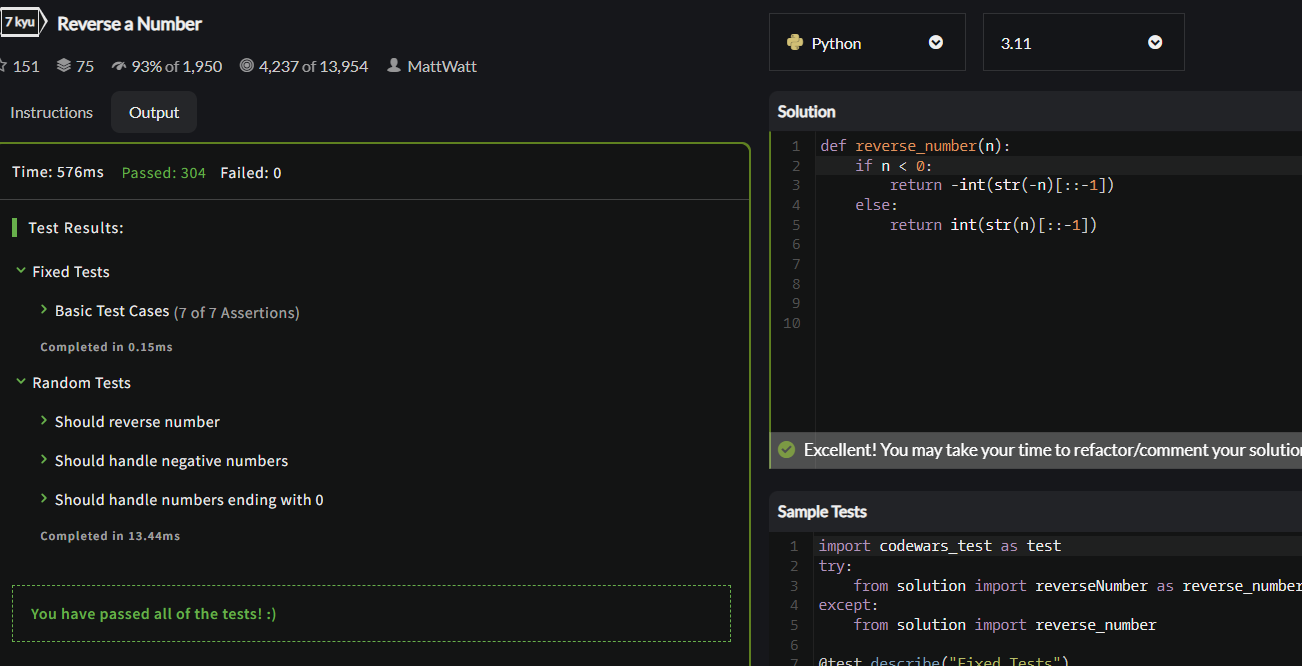 7 kyu Reverse a Number
151 75 93% of 1,950 4,237 of 13,954 MattWatt
Instructions Output
Time: 576ms Passed: 304 Failed: 0
Test Results:
Fixed Tests
Basic Test Cases (7 of 7 Assertions)
Completed in 0.15ms
Random Tests
Should reverse number
Should handle negative numbers
Should handle numbers ending with 0
Completed in 13.44ms
You have passed all of the tests! :)
Python 3.11
Solution
1 def reverse_number(n):
2     if n < 0:
3         return -int(str(-n)[::-1])
4     else:
5         return int(str(n)[::-1])
6
7
8
9
10
Excellent! You may take your time to refactor/comment your solution
Sample Tests
1 import codewars_test as test
2 try:
3     from solution import reverseNumber as reverse_number
4 except:
5     from solution import reverse_number
6
7 @test.describe("Fixed Tests")